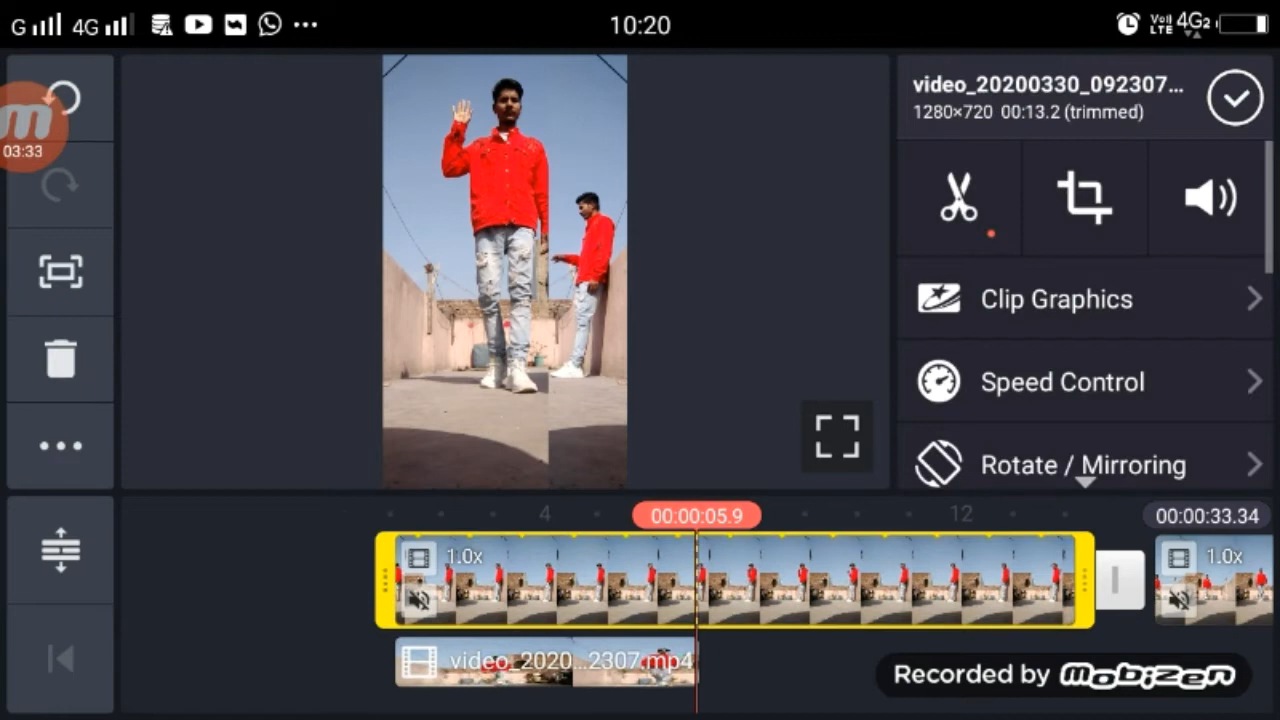 G 4G 10:20 VoII LTE 4G2
m
03:33
video_20200330_092307...
1280×720 00:13.2 (trimmed)
Clip Graphics
Speed Control
Rotate / Mirroring
4 00:00:05.9 12 00:00:33.34
1.0x 1.0x
video_2020...2307.mp4
Recorded by mobizen